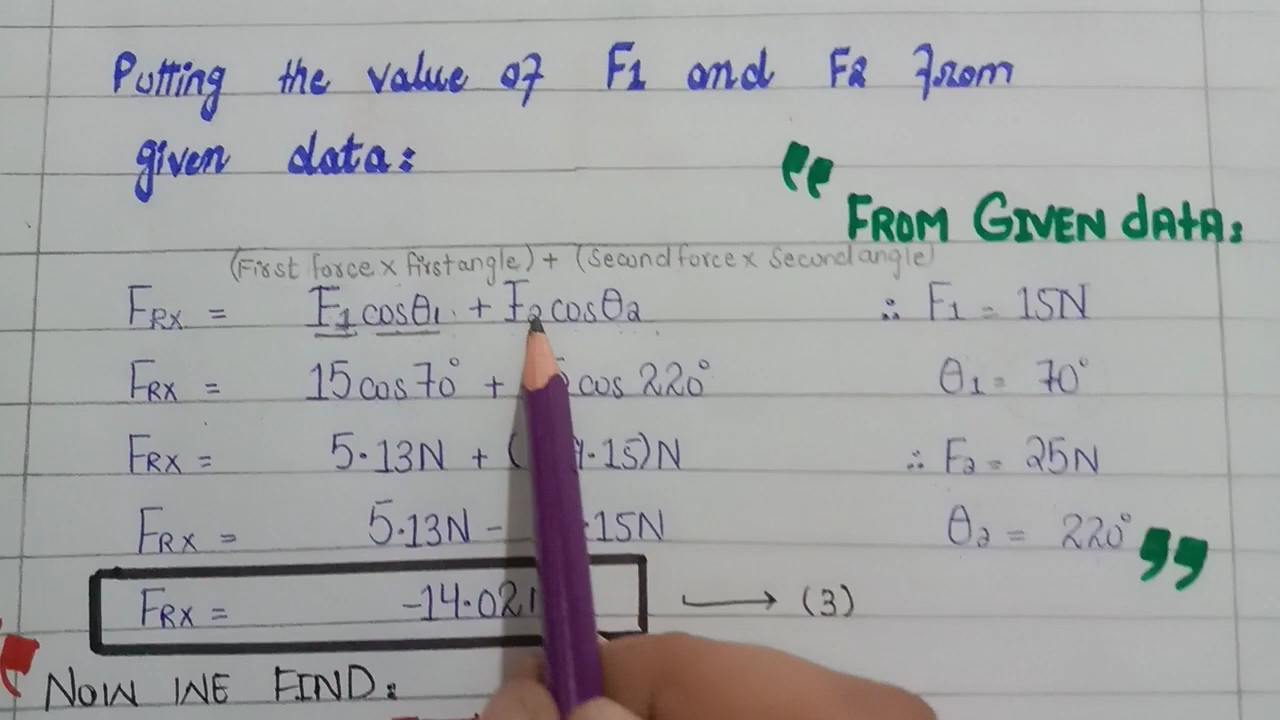 Putting the value of F1 and F2 from
given data:
“
FROM GIVEN data:
(First force x first angle) + (Second force x Second angle)
FRX = F1 cosθ1 + F2 cosθ2
∴ F1 = 15N
FRX = 15 cos 70° + cos 220°
θ1 = 70°
FRX = 5.13N + ( .15)N
∴ F2 = 25N
FRX = 5.13N - .15N
θ2 = 220° ”
FRX = -14.02 → (3)
NOW WE FIND: